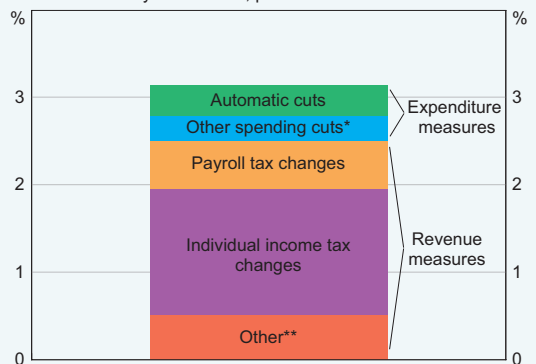 % %
3 Automatic cuts Expenditure 3
Other spending cuts* measures
Payroll tax changes
2 2
Individual income tax Revenue
changes measures
1 1
Other**
0 0